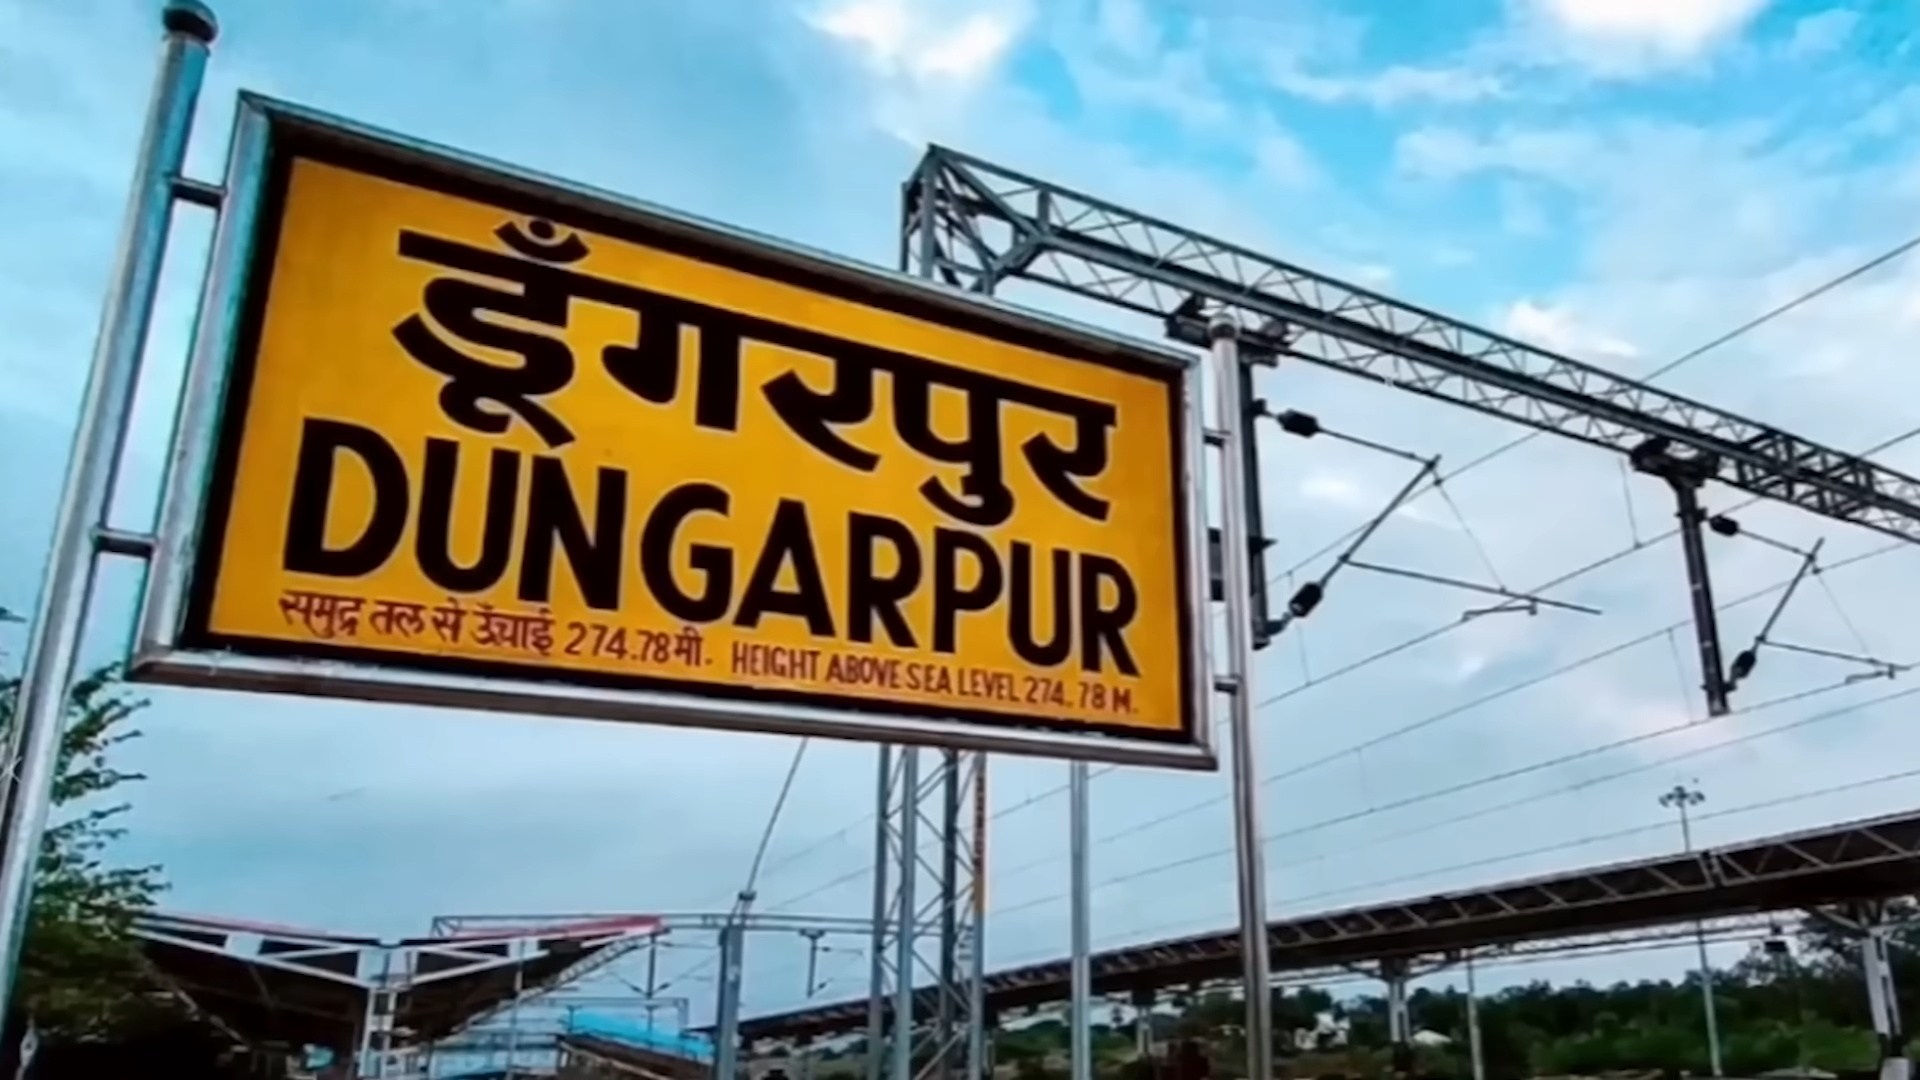 डूँगरपुर
DUNGARPUR
समुद्र तल से ऊँचाई 274.78 मी. HEIGHT ABOVE SEA LEVEL 274.78 M.